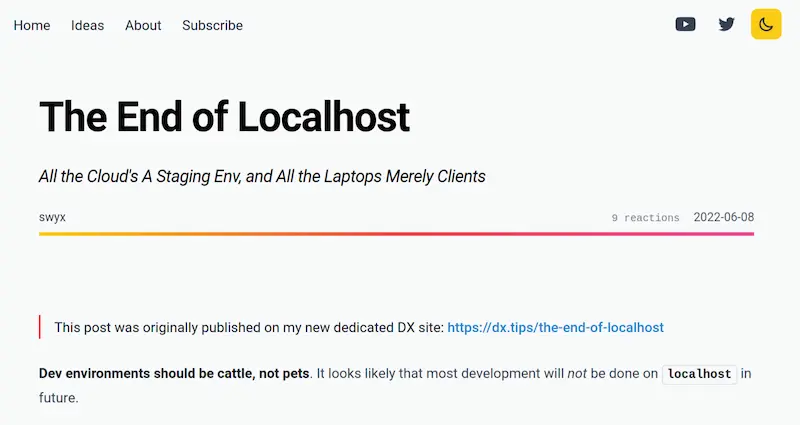 Home Ideas About Subscribe
The End of Localhost
All the Cloud's A Staging Env, and All the Laptops Merely Clients
swyx 9 reactions 2022-06-08
This post was originally published on my new dedicated DX site: https://dx.tips/the-end-of-localhost
Dev environments should be cattle, not pets. It looks likely that most development will not be done on localhost in
future.